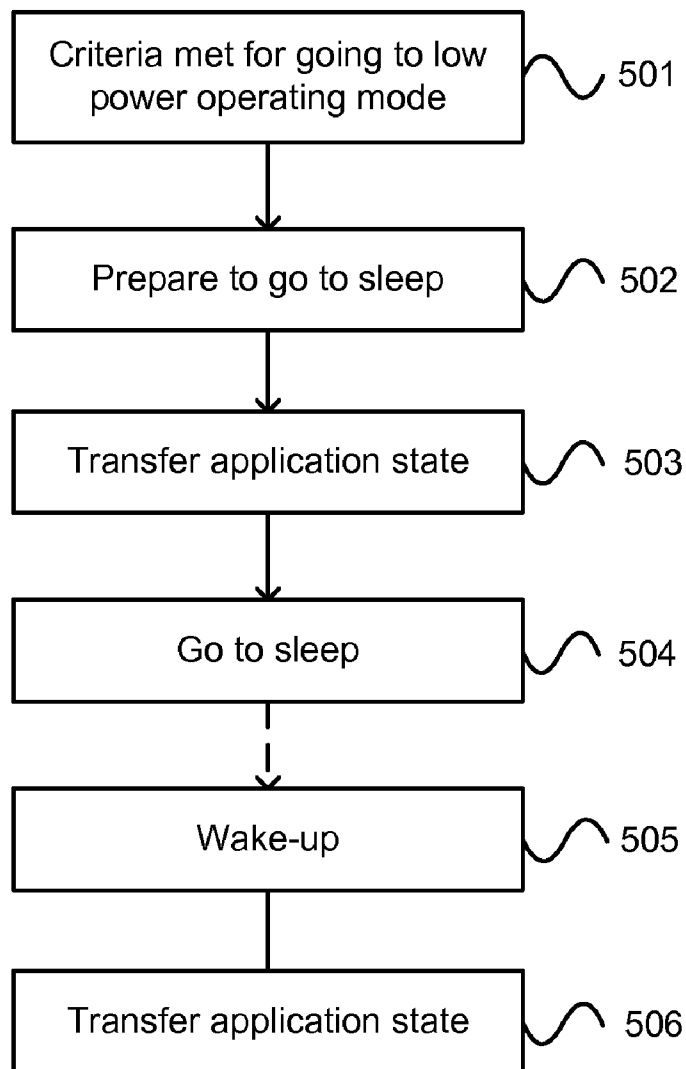 Criteria met for going to low
power operating mode
501
Prepare to go to sleep
502
Transfer application state
503
Go to sleep
504
Wake-up
505
Transfer application state
506